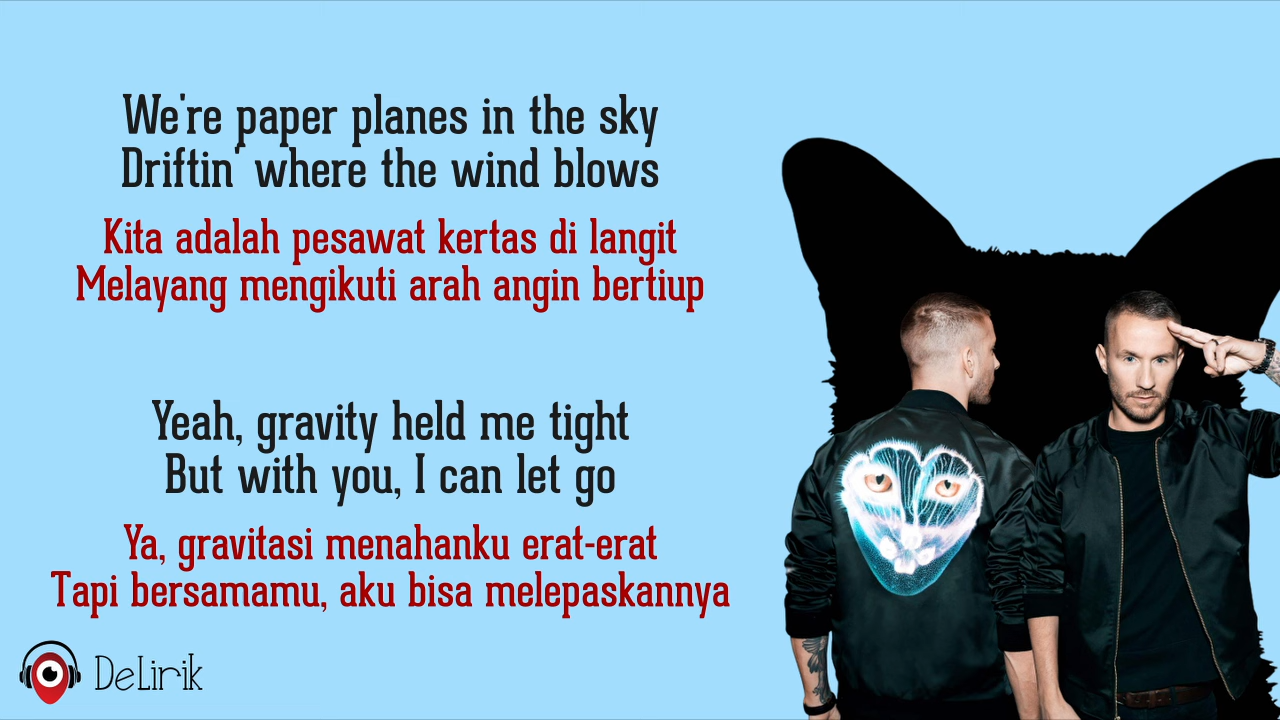 We're paper planes in the sky
Driftin' where the wind blows
Kita adalah pesawat kertas di langit
Melayang mengikuti arah angin bertiup
Yeah, gravity held me tight
But with you, I can let go
Ya, gravitasi menahanku erat-erat
Tapi bersamamu, aku bisa melepaskannya
DeLirik